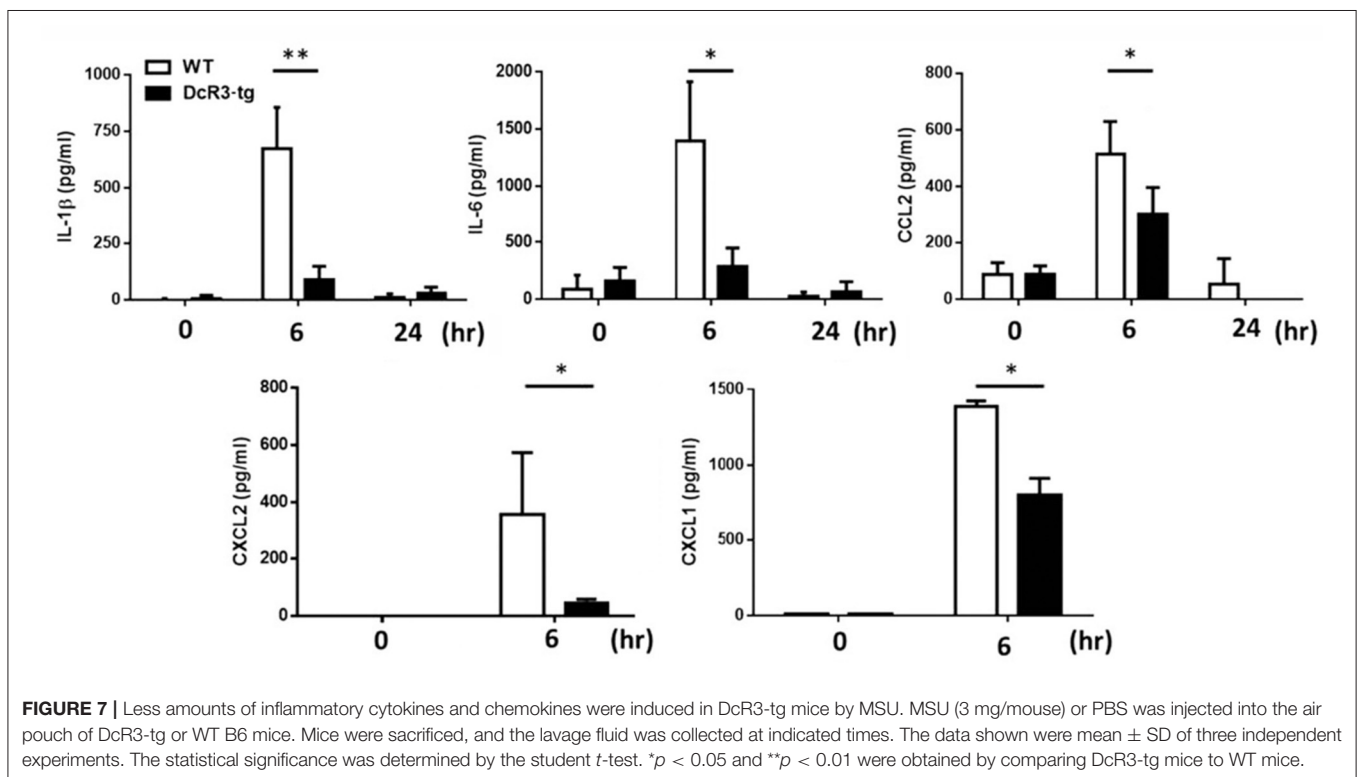 **
WT
DcR3-tg
1000
750
500
250
0
IL-1β (pg/ml)
0 6 24 (hr)
*
2000
1500
1000
500
0
IL-6 (pg/ml)
0 6 24 (hr)
*
800
600
400
200
0
CCL2 (pg/ml)
0 6 24 (hr)
*
800
600
400
200
0
CXCL2 (pg/ml)
0 6 (hr)
*
1500
1000
500
0
CXCL1 (pg/ml)
0 6 (hr)
FIGURE 7 | Less amounts of inflammatory cytokines and chemokines were induced in DcR3-tg mice by MSU. MSU (3 mg/mouse) or PBS was injected into the air
pouch of DcR3-tg or WT B6 mice. Mice were sacrificed, and the lavage fluid was collected at indicated times. The data shown were mean ± SD of three independent
experiments. The statistical significance was determined by the student t-test. *p < 0.05 and **p < 0.01 were obtained by comparing DcR3-tg mice to WT mice.